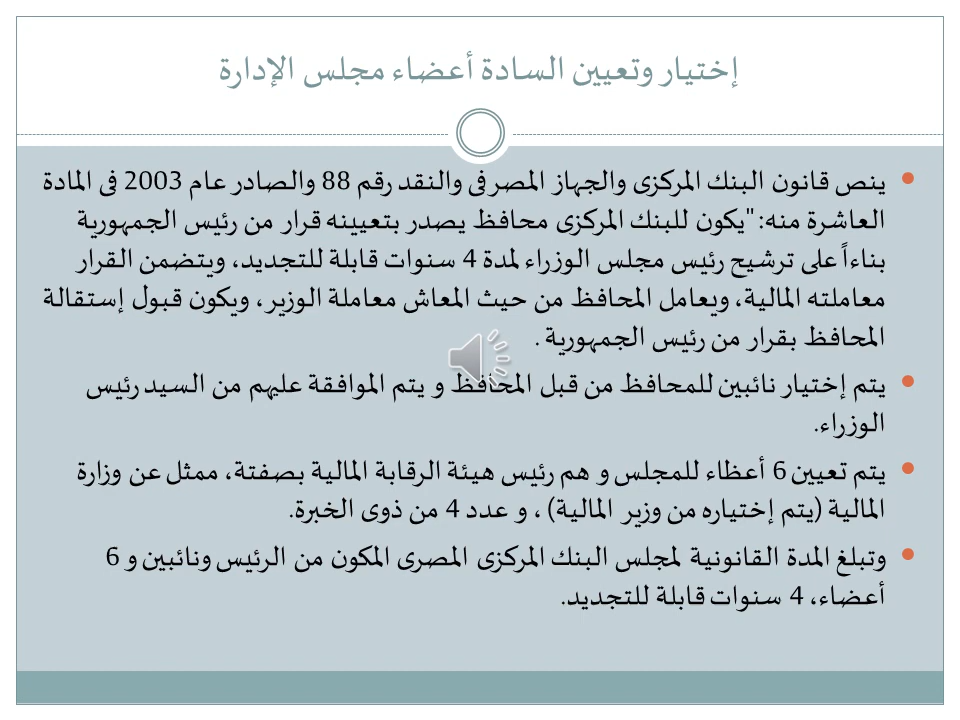 إختيار وتعيين السادة أعضاء مجلس الإدارة
ينص قانون البنك المركزى والجهاز المصرفى والنقد رقم 88 والصادر عام 2003 فى المادة
العاشرة منه: "يكون للبنك المركزى محافظ يصدر بتعيينه قرار من رئيس الجمهورية
بناءاً على ترشيح رئيس مجلس الوزراء لمدة 4 سنوات قابلة للتجديد، ويتضمن القرار
معاملته المالية، ويعامل المحافظ من حيث المعاش معاملة الوزير، ويكون قبول إستقالة
المحافظ بقرار من رئيس الجمهورية .
يتم إختيار نائبين للمحافظ من قبل المحافظ و يتم الموافقة عليهم من السيد رئيس
الوزراء.
يتم تعيين 6 أعظاء للمجلس و هم رئيس هيئة الرقابة المالية بصفتة، ممثل عن وزارة
المالية (يتم إختياره من وزير المالية) ، و عدد 4 من ذوى الخبرة.
وتبلغ المدة القانونية لمجلس البنك المركزى المصرى المكون من الرئيس ونائبين و 6
أعضاء، 4 سنوات قابلة للتجديد.